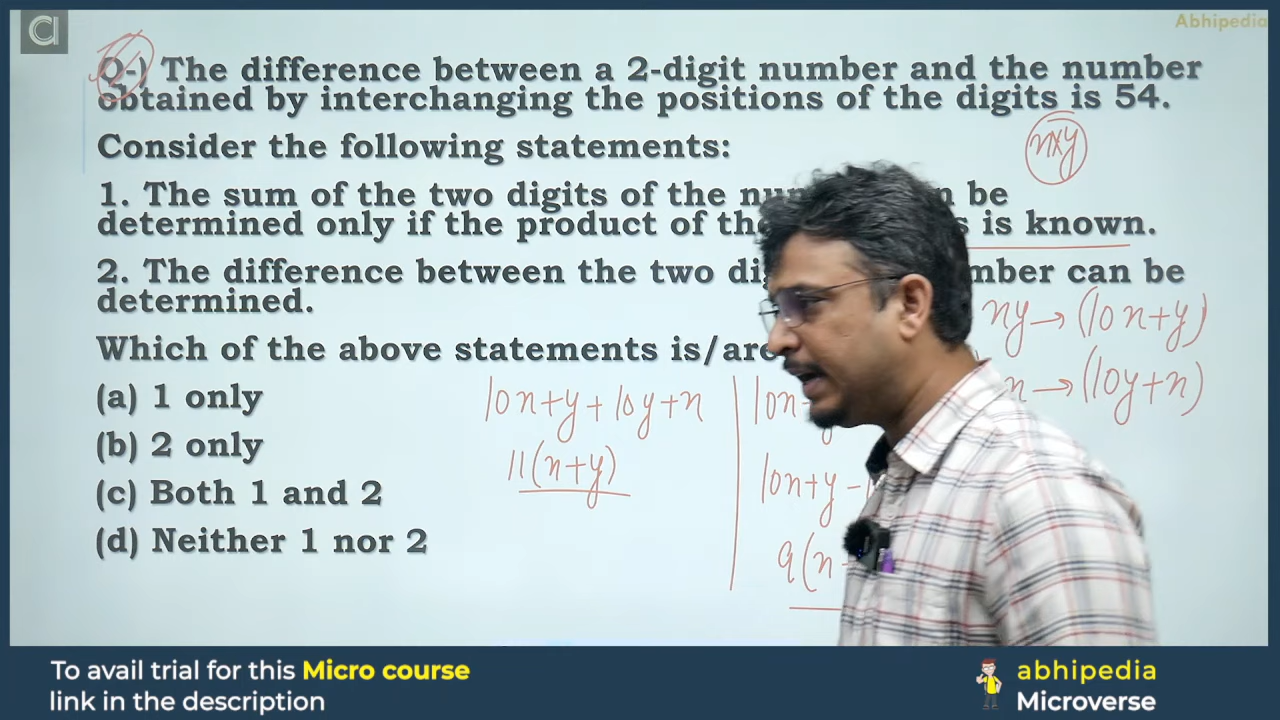 Abhipedia
Q-) The difference between a 2-digit number and the number
obtained by interchanging the positions of the digits is 54.
Consider the following statements:
x×y
1. The sum of the two digits of the be
determined only if the product of the is known.
2. The difference between the two can be
determined.
xy → (10x+y)
Which of the above statements is/are
x → (10y+x)
(a) 1 only
10x+y+10y+x
(b) 2 only
11(x+y)
10x+y-
(c) Both 1 and 2
9(x
(d) Neither 1 nor 2
To avail trial for this Micro course
link in the description
abhipedia
Microverse